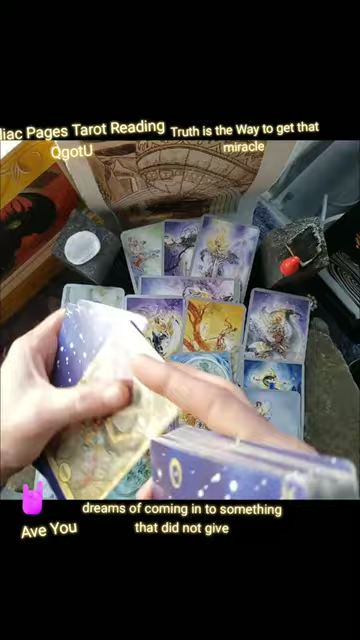 diac Pages Tarot Reading
QgotU
Truth is the Way to get that
miracle
dreams of coming in to something
that did not give
Ave You